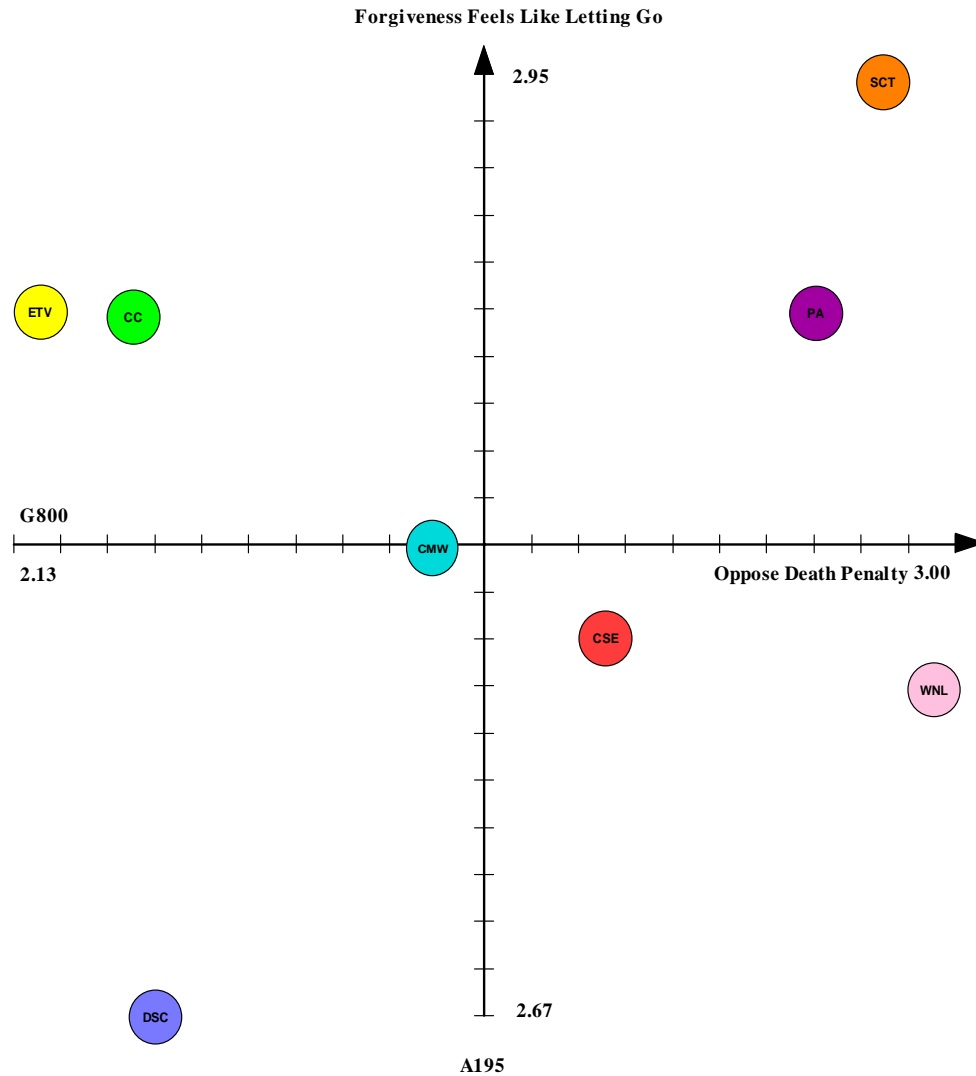 Forgiveness Feels Like Letting Go
2.95
SCT
ETV
CC
PA
G800
CMW
2.13
Oppose Death Penalty 3.00
CSE
WNL
2.67
DSC
A195